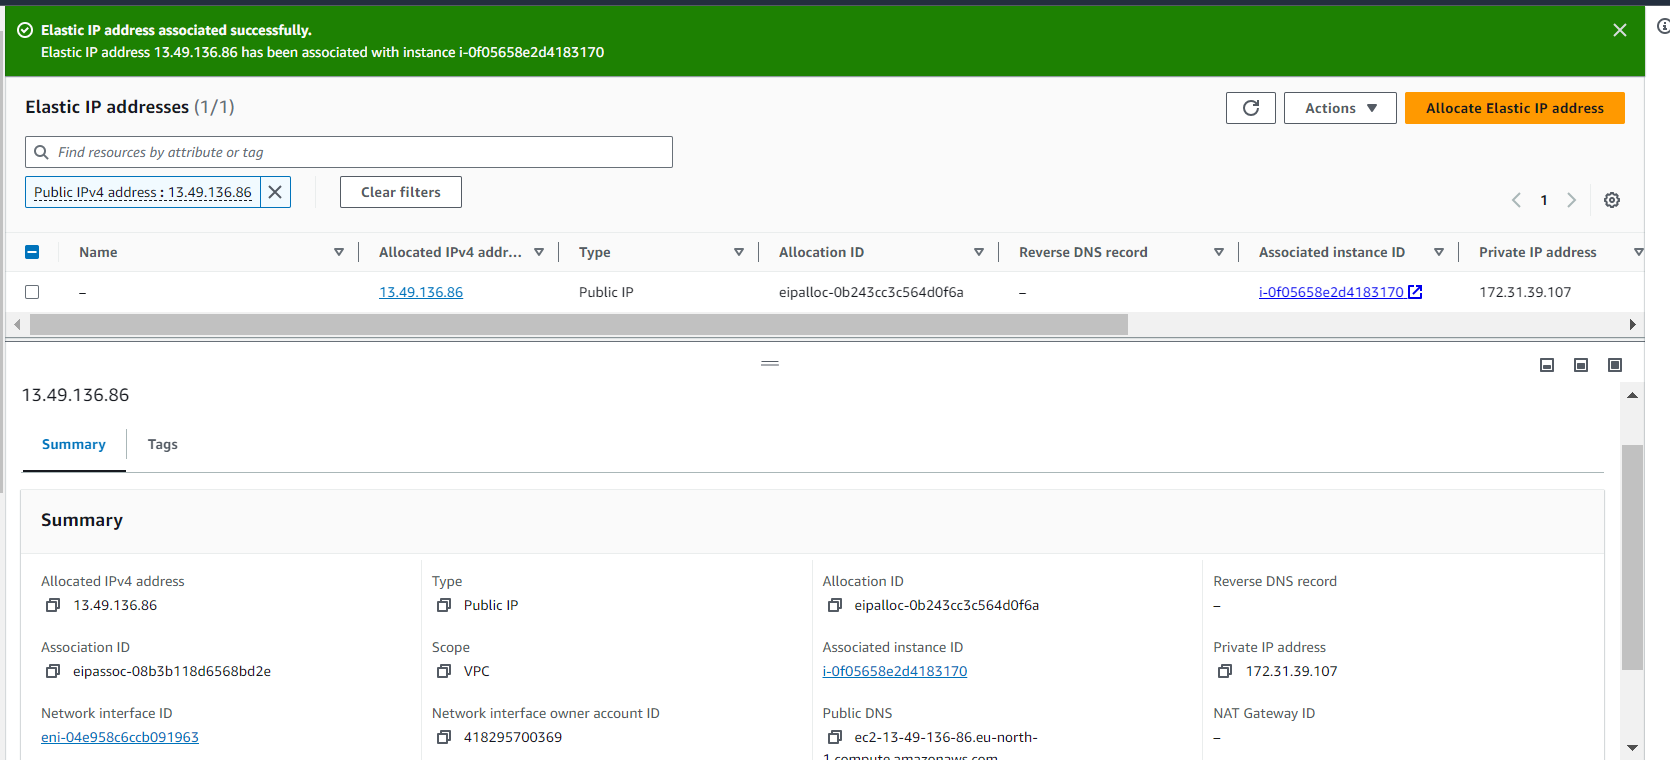 Elastic IP address associated successfully.
Elastic IP address 13.49.136.86 has been associated with instance i-0f05658e2d4183170
Elastic IP addresses (1/1)
Actions
Allocate Elastic IP address
Find resources by attribute or tag
Public IPv4 address : 13.49.136.86
Clear filters
1
Name Allocated IPv4 addr... Type Allocation ID Reverse DNS record Associated instance ID Private IP address
– 13.49.136.86 Public IP eipalloc-0b243cc3c564d0f6a – i-0f05658e2d4183170 172.31.39.107
13.49.136.86
Summary Tags
Summary
Allocated IPv4 address Type Allocation ID Reverse DNS record
13.49.136.86 Public IP eipalloc-0b243cc3c564d0f6a –
Association ID Scope Associated instance ID Private IP address
eipassoc-08b3b118d6568bd2e VPC i-0f05658e2d4183170 172.31.39.107
Network interface ID Network interface owner account ID Public DNS NAT Gateway ID
eni-04e958c6ccb091963 418295700369 ec2-13-49-136-86.eu-north- –
1.compute.amazonaws.com